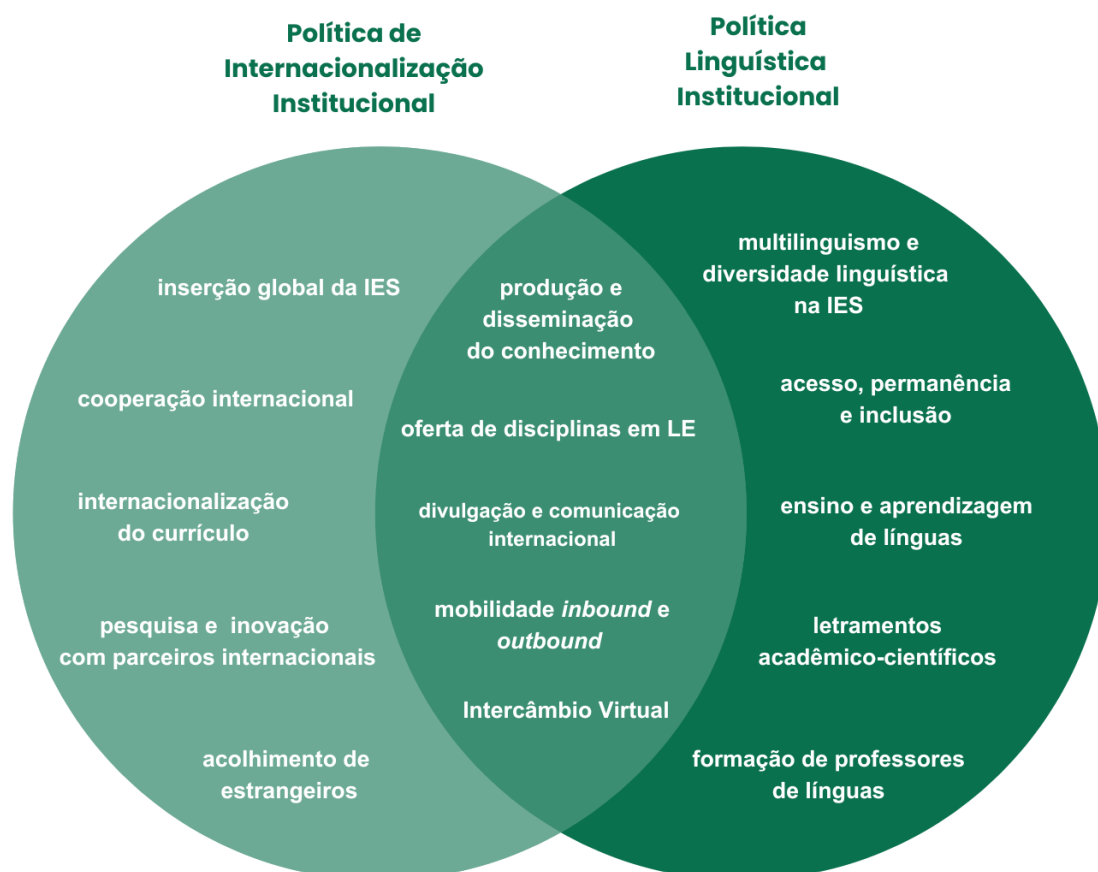 Política de
Internacionalização
Institucional
Política
Linguística
Institucional
inserção global da IES
cooperação internacional
internacionalização
do currículo
pesquisa e  inovação
com parceiros internacionais
acolhimento de
estrangeiros
produção e
disseminação
do conhecimento
oferta de disciplinas em LE
divulgação e comunicação
internacional
mobilidade inbound e
outbound
Intercâmbio Virtual
multilinguismo e
diversidade linguística
na IES
acesso, permanência
e inclusão
ensino e aprendizagem
de línguas
letramentos
acadêmico-científicos
formação de professores
de línguas